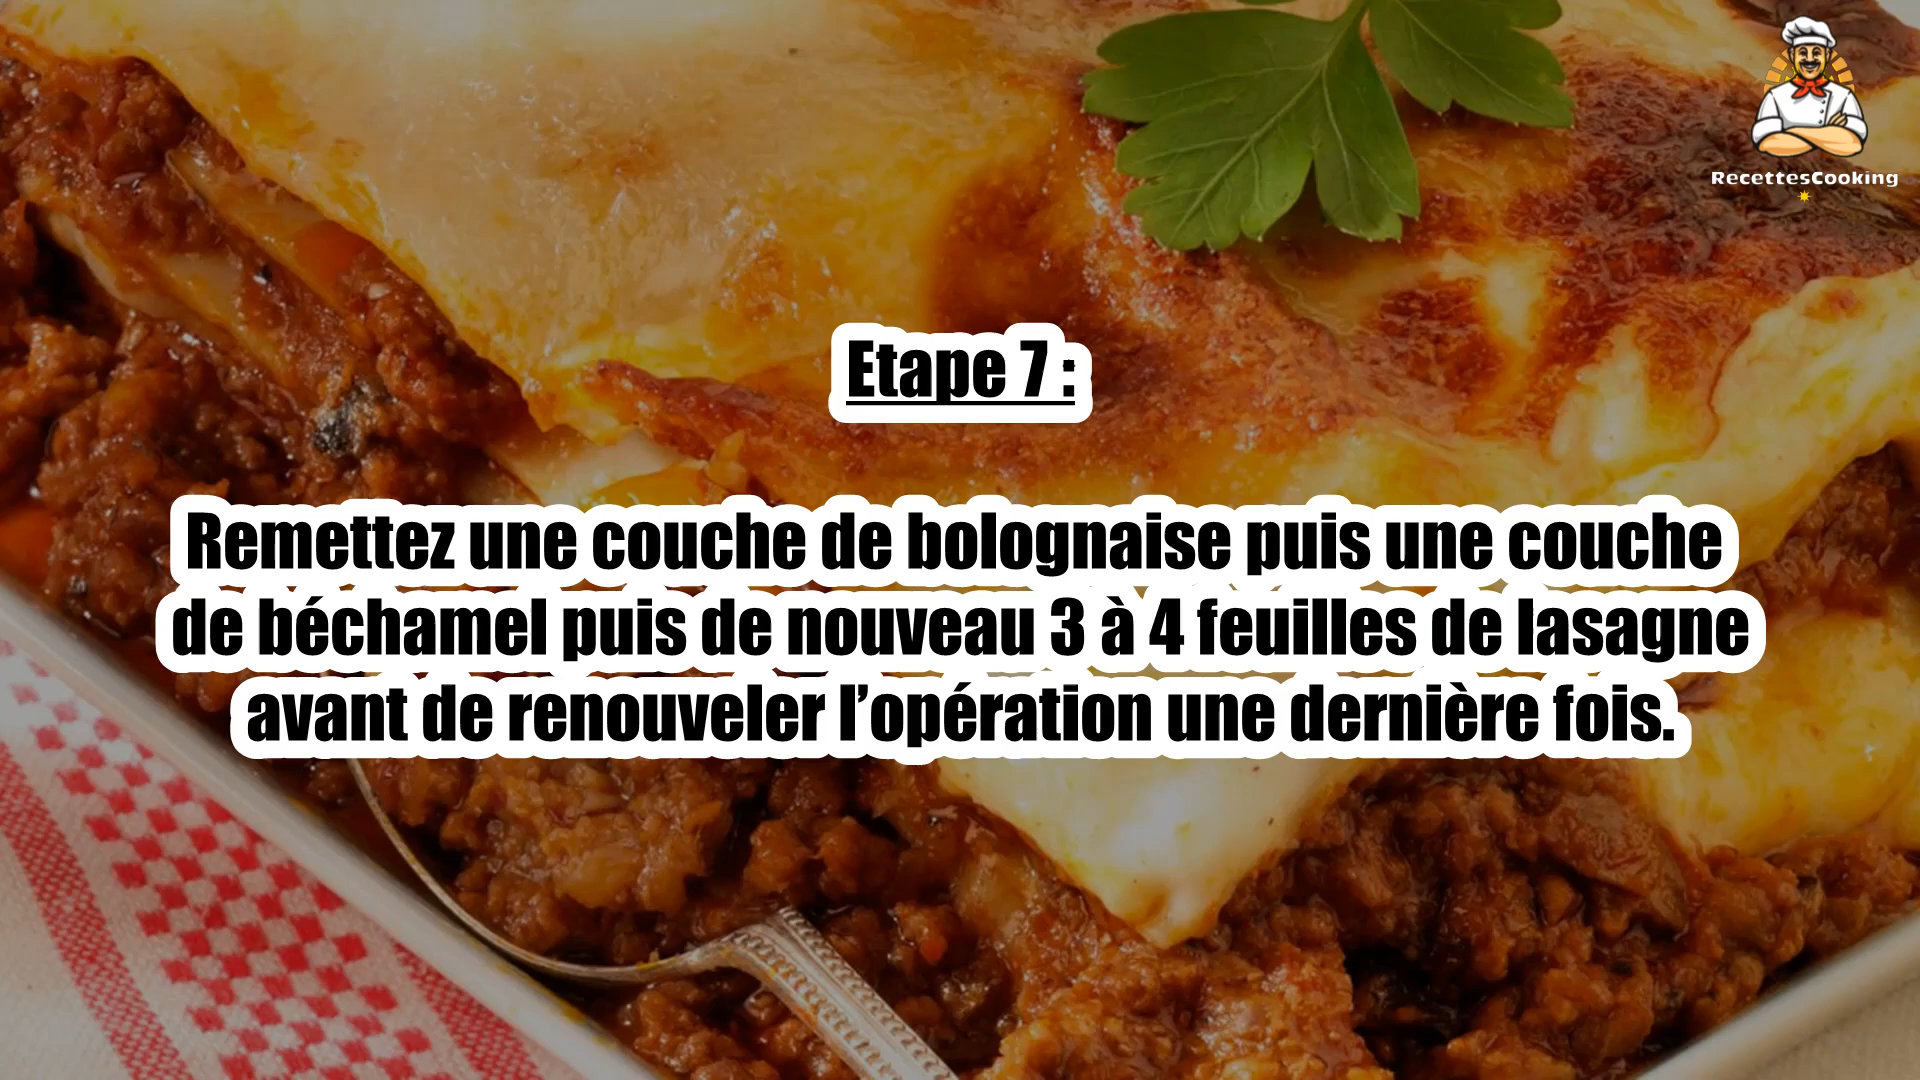 RecettesCooking
Etape 7 :
Remettez une couche de bolognaise puis une couche
de béchamel puis de nouveau 3 à 4 feuilles de lasagne
avant de renouveler l’opération une dernière fois.